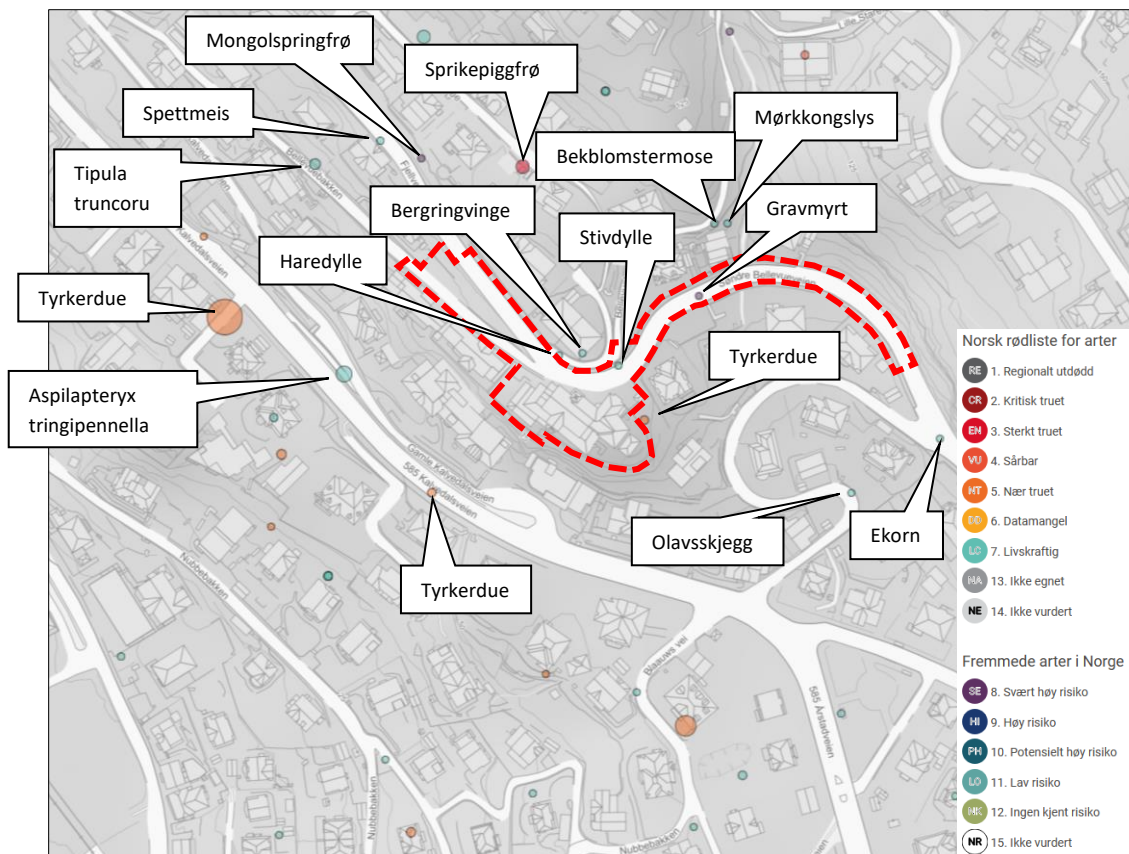 Mongolspringfrø
Sprikepiggfrø
Spettmeis
Mørkkongslys
Bekblomstermose
Tipula
truncoru
Bergringvinge
Gravmyrt
Stivdylle
Haredylle
Tyrkerdue
Tyrkerdue
Aspilapteryx
tringipennella
Olavsskjegg
Ekorn
Tyrkerdue
Kalvedalsveien
Gamle Kalvedalsveien
585 Kalvedalsveien
Nubbebakken
Nubbebakken
Nubbebakken
Blaauws vei
585 Årstadveien
Norsk rødliste for arter
RE 1. Regionalt utdødd
CR 2. Kritisk truet
EN 3. Sterkt truet
VU 4. Sårbar
NT 5. Nær truet
DD 6. Datamangel
LC 7. Livskraftig
NA 13. Ikke egnet
NE 14. Ikke vurdert
Fremmede arter i Norge
SE 8. Svært høy risiko
HI 9. Høy risiko
PH 10. Potensielt høy risiko
LO 11. Lav risiko
NK 12. Ingen kjent risiko
NR 15. Ikke vurdert